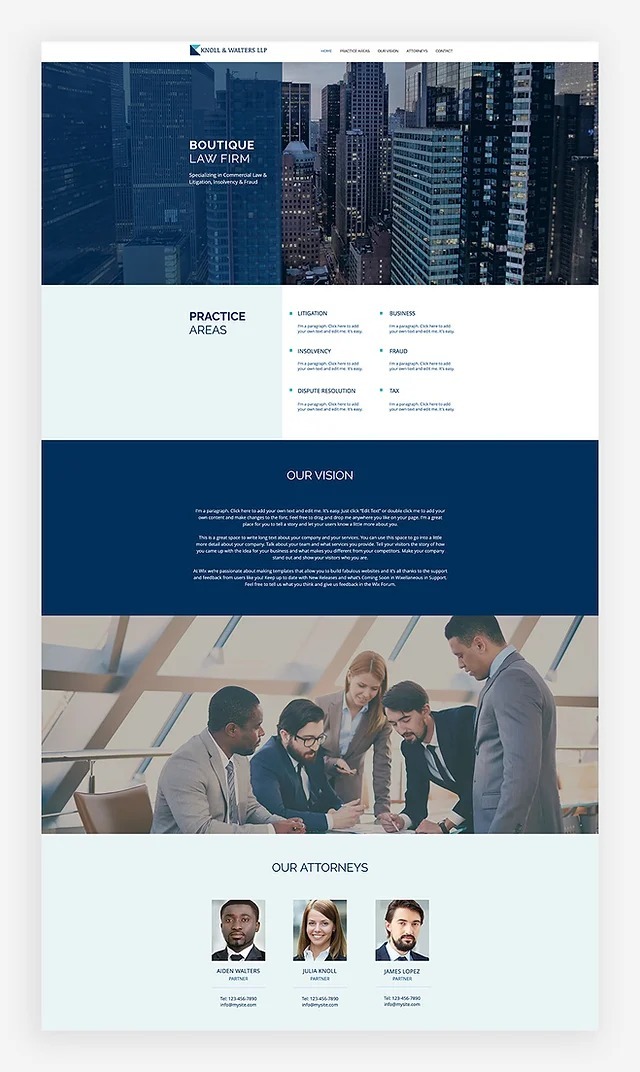 KNOLL & WALTERS LLP
HOME PRACTICE AREAS OUR VISION ATTORNEYS CONTACT
BOUTIQUE
LAW FIRM
Specializing in Commercial Law &
Litigation, Insolvency & Fraud
PRACTICE
AREAS
LITIGATION
I'm a paragraph. Click here to add
your own text and edit me. It's easy.
BUSINESS
I'm a paragraph. Click here to add
your own text and edit me. It's easy.
INSOLVENCY
I'm a paragraph. Click here to add
your own text and edit me. It's easy.
FRAUD
I'm a paragraph. Click here to add
your own text and edit me. It's easy.
DISPUTE RESOLUTION
I'm a paragraph. Click here to add
your own text and edit me. It's easy.
TAX
I'm a paragraph. Click here to add
your own text and edit me. It's easy.
OUR VISION
I'm a paragraph. Click here to add your own text and edit me. It's easy. Just click "Edit Text" or double click me to add your
own content and make changes to the font. Feel free to drag and drop me anywhere you like on your page. I'm a great
place for you to tell a story and let your users know a little more about you.
This is a great space to write long text about your company and your services. You can use this space to go into a little
more detail about your company. Talk about your team and what services you provide. Tell your visitors the story of how
you came up with the idea for your business and what makes you different from your competitors. Make your company
stand out and show your visitors who you are.
At Wix we're passionate about making templates that allow you to build fabulous websites and it's all thanks to the support
and feedback from users like you! Keep up to date with New Releases and what's Coming Soon in Wixellaneous in Support.
Feel free to tell us what you think and give us feedback in the Wix Forum.
OUR ATTORNEYS
AIDEN WALTERS
PARTNER
Tel: 123-456-7890
info@mysite.com
JULIA KNOLL
PARTNER
Tel: 123-456-7890
info@mysite.com
JAMES LOPEZ
PARTNER
Tel: 123-456-7890
info@mysite.com